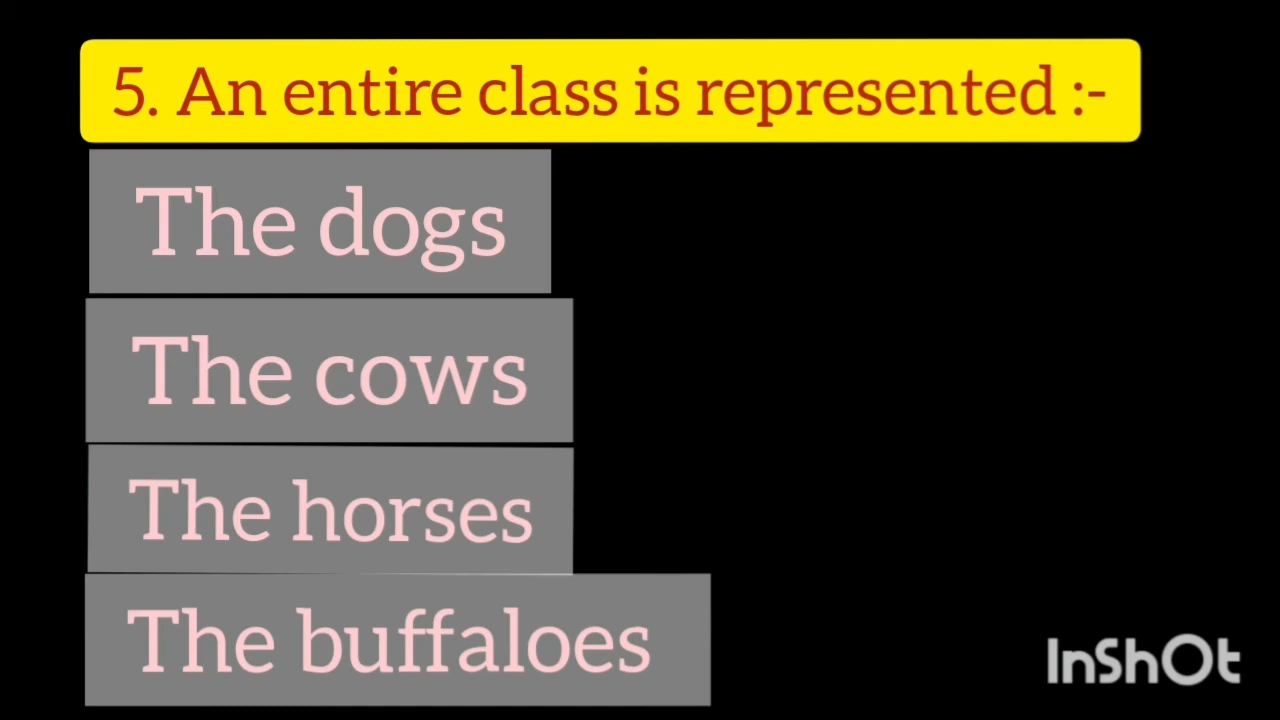 5. An entire class is represented :-
The dogs
The cows
The horses
The buffaloes
InShOt